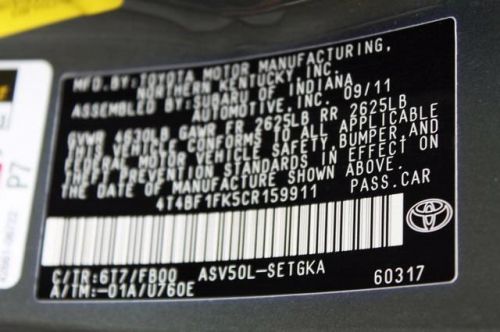 MFD.BY:TOYOTA MOTOR MANUFACTURING,
NORTHERN KENTUCKY,INC.
ASSEMBLED BY:SUBARU OF INDIANA
AUTOMOTIVE,INC. 09/11
GVWR 4630LB GAWR FR 2625LB RR 2625LB
THIS VEHICLE CONFORMS TO ALL APPLICABLE
FEDERAL MOTOR VEHICLE SAFETY,BUMPER,AND
THEFT PREVENTION STANDARDS IN EFFECT ON
THE DATE OF MANUFACTURE SHOWN ABOVE.
4T4BF1FK5CR159911 PASS.CAR
C/TR:6T7/FB00 ASV50L-SETGKA
A/TM:-01A/U760E 60317
TOYOTA
P7